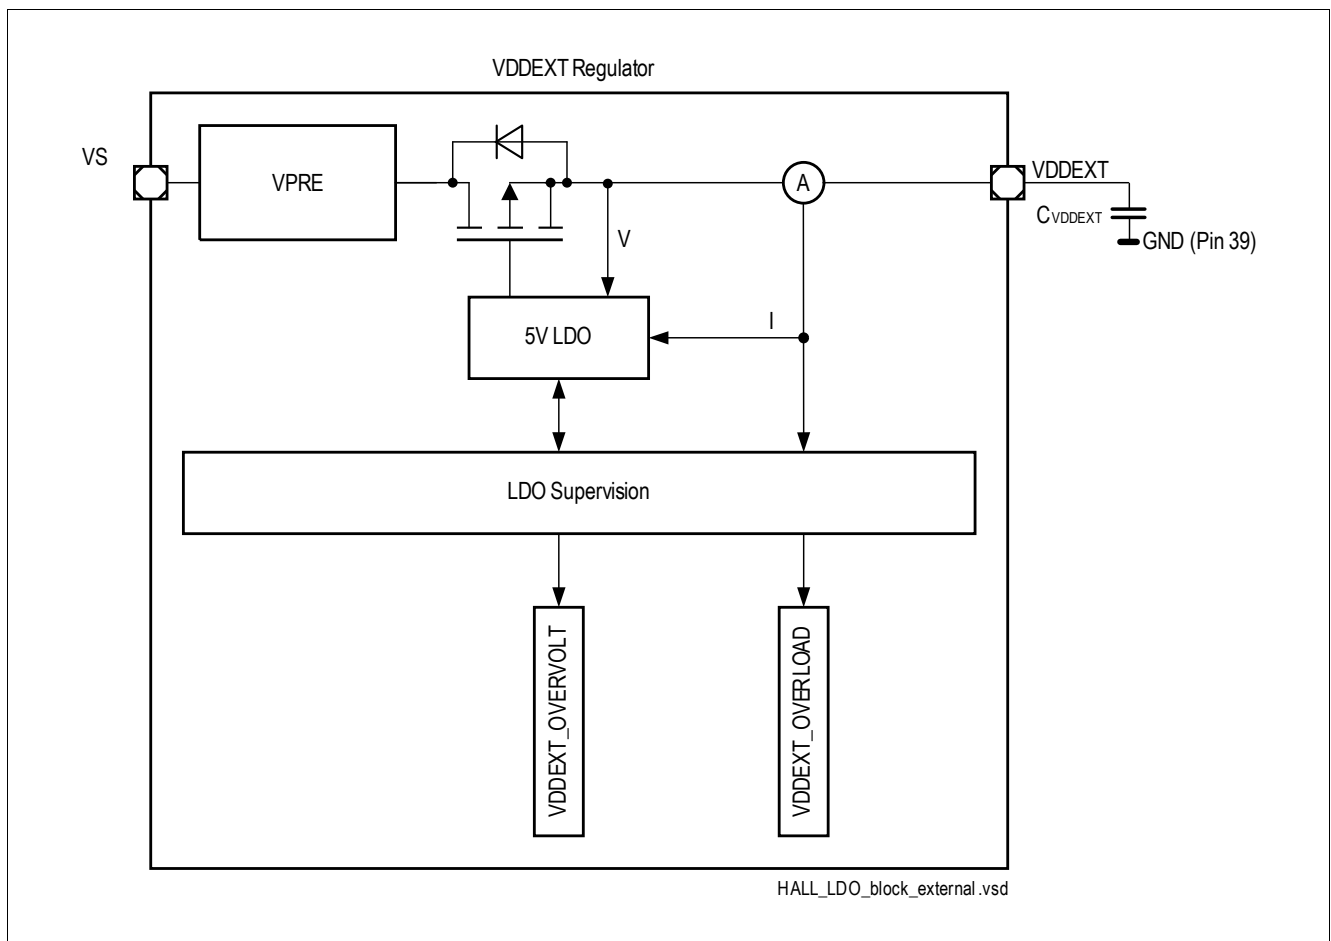 VDDEXT Regulator
VS
VPRE
A
VDDEXT
CVDDEXT
GND (Pin 39)
V
I
5V LDO
LDO Supervision
VDDEXT_OVERVOLT
VDDEXT_OVERLOAD
HALL_LDO_block_external.vsd